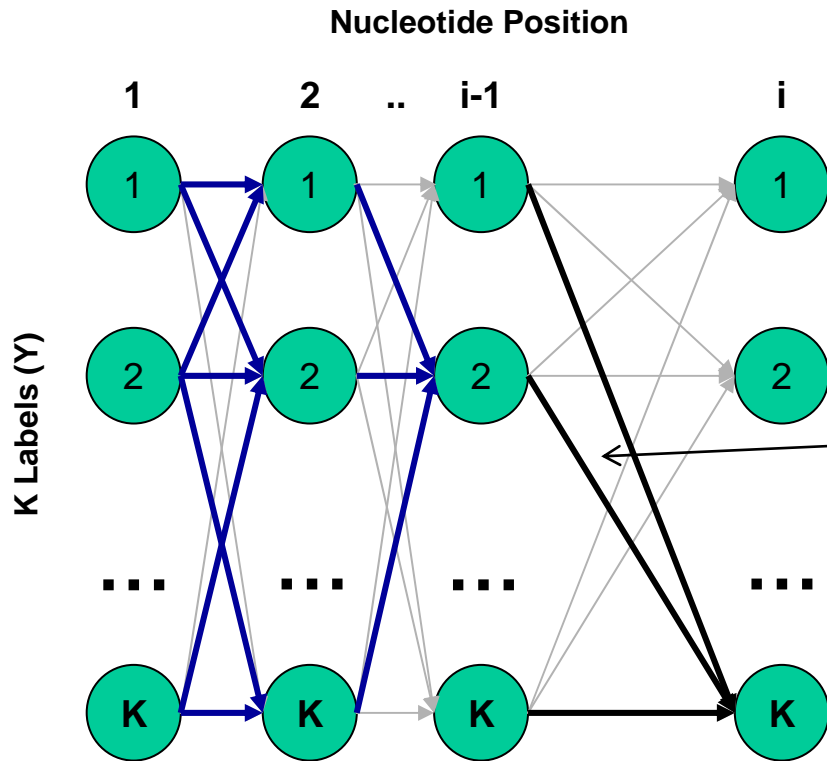 Nucleotide Position
1 2 .. i-1 i
K Labels (Y)
1 1 1 1
2 2 2 2
... ... ... ...
K K K K